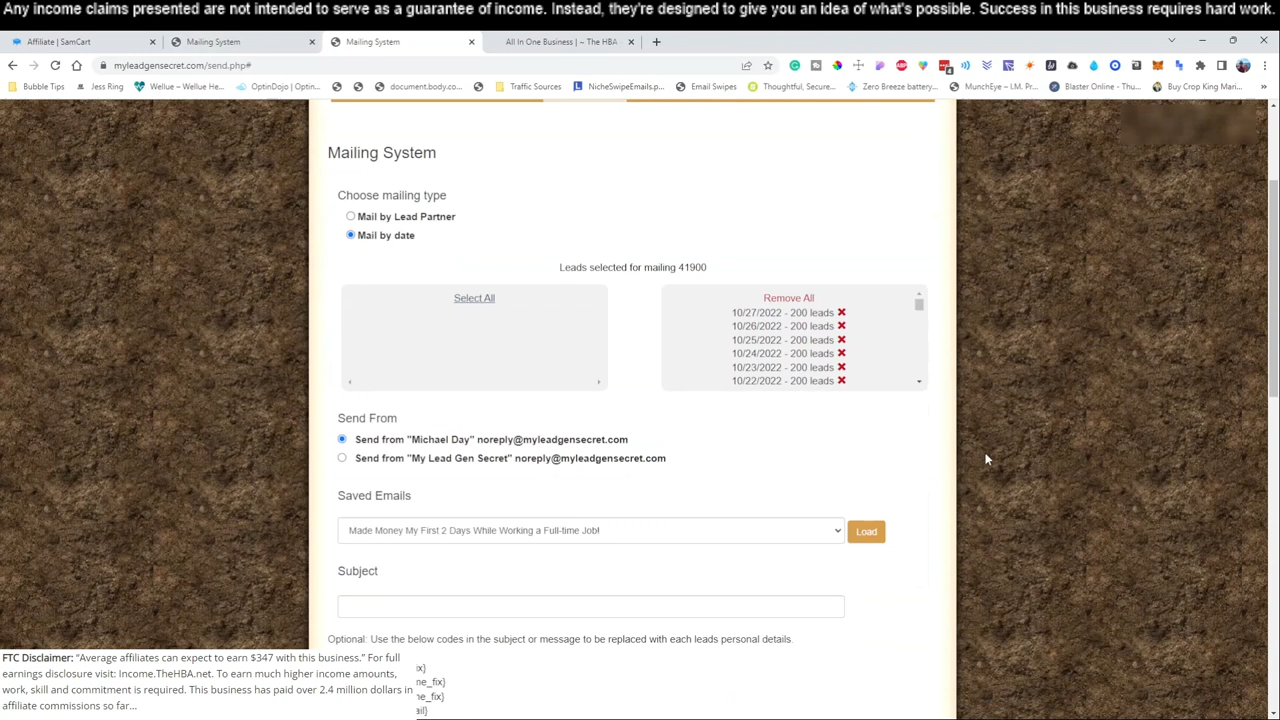 Any income claims presented are not intended to serve as a guarantee of income. Instead, they're designed to give you an idea of what's possible. Success in this business requires hard work.
Affiliate | SamCart
Mailing System
Mailing System
All In One Business | ~ The HBA
myleadgensecret.com/send.php#
Bubble Tips
Jess Ring
Wellue – Wellue He...
OptinDojo | Optin...
document.body.co...
Traffic Sources
NicheSwipeEmails.p...
Email Swipes
Thoughtful, Secure...
Zero Breeze battery...
MunchEye – I.M. Pr...
Blaster Online - Thu...
Buy Crop King Mari...
Mailing System
Choose mailing type
Mail by Lead Partner
Mail by date
Leads selected for mailing 41900
Select All
Remove All
10/27/2022 - 200 leads
10/26/2022 - 200 leads
10/25/2022 - 200 leads
10/24/2022 - 200 leads
10/23/2022 - 200 leads
10/22/2022 - 200 leads
Send From
Send from "Michael Day" noreply@myleadgensecret.com
Send from "My Lead Gen Secret" noreply@myleadgensecret.com
Saved Emails
Made Money My First 2 Days While Working a Full-time Job!
Load
Subject
Optional: Use the below codes in the subject or message to be replaced with each leads personal details.
ix}
ne_fix}
ne_fix}
ail}
FTC Disclaimer: "Average affiliates can expect to earn $347 with this business." For full
earnings disclosure visit: Income.TheHBA.net. To earn much higher income amounts,
work, skill and commitment is required. This business has paid over 2.4 million dollars in
affiliate commissions so far...